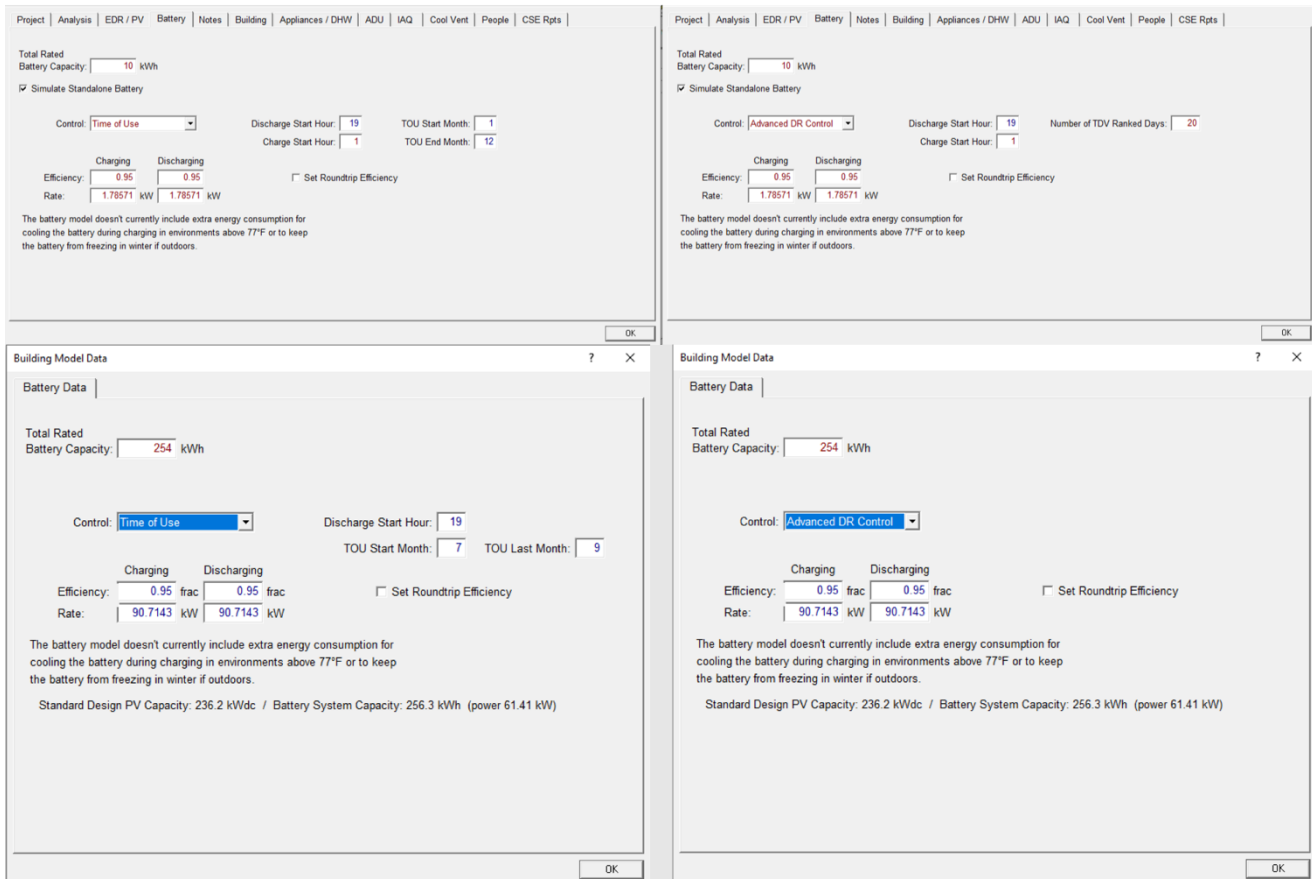 Project | Analysis | EDR / PV | Battery | Notes | Building | Appliances / DHW | ADU | IAQ | Cool Vent | People | CSE Rpts |
Total Rated
Battery Capacity: 10 kWh
Simulate Standalone Battery
Control: Time of Use Discharge Start Hour: 19 TOU Start Month: 1
Charge Start Hour: 1 TOU End Month: 12
Charging Discharging
Efficiency: 0.95 0.95 Set Roundtrip Efficiency
Rate: 1.78571 kW 1.78571 kW
The battery model doesn't currently include extra energy consumption for
cooling the battery during charging in environments above 77°F or to keep
the battery from freezing in winter if outdoors.
OK
Project | Analysis | EDR / PV | Battery | Notes | Building | Appliances / DHW | ADU | IAQ | Cool Vent | People | CSE Rpts |
Total Rated
Battery Capacity: 10 kWh
Simulate Standalone Battery
Control: Advanced DR Control Discharge Start Hour: 19 Number of TDV Ranked Days: 20
Charge Start Hour: 1
Charging Discharging
Efficiency: 0.95 0.95 Set Roundtrip Efficiency
Rate: 1.78571 kW 1.78571 kW
The battery model doesn't currently include extra energy consumption for
cooling the battery during charging in environments above 77°F or to keep
the battery from freezing in winter if outdoors.
OK
Building Model Data ? ×
Battery Data
Total Rated
Battery Capacity: 254 kWh
Control: Time of Use Discharge Start Hour: 19
TOU Start Month: 7 TOU Last Month: 9
Charging Discharging
Efficiency: 0.95 frac 0.95 frac Set Roundtrip Efficiency
Rate: 90.7143 kW 90.7143 kW
The battery model doesn't currently include extra energy consumption for
cooling the battery during charging in environments above 77°F or to keep
the battery from freezing in winter if outdoors.
Standard Design PV Capacity: 236.2 kWdc / Battery System Capacity: 256.3 kWh (power 61.41 kW)
OK
Building Model Data ? ×
Battery Data
Total Rated
Battery Capacity: 254 kWh
Control: Advanced DR Control
Charging Discharging
Efficiency: 0.95 frac 0.95 frac Set Roundtrip Efficiency
Rate: 90.7143 kW 90.7143 kW
The battery model doesn't currently include extra energy consumption for
cooling the battery during charging in environments above 77°F or to keep
the battery from freezing in winter if outdoors.
Standard Design PV Capacity: 236.2 kWdc / Battery System Capacity: 256.3 kWh (power 61.41 kW)
OK